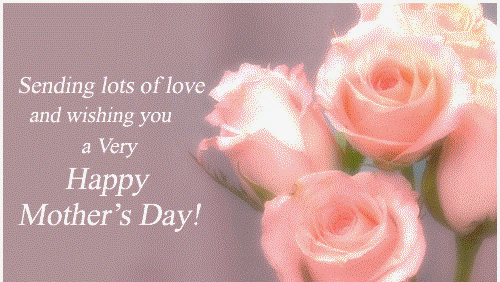 Sending lots of love
and wishing you
a Very
Happy
Mother's Day!